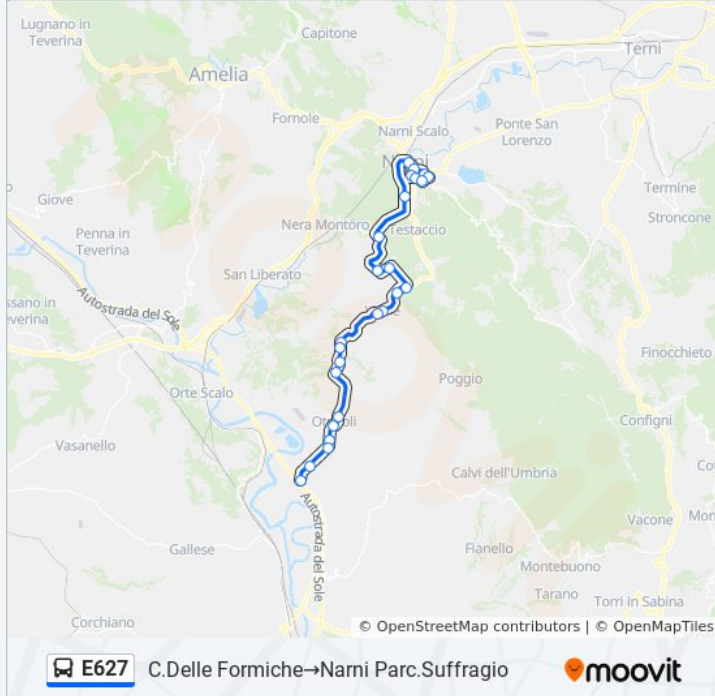 Lugnano in
Teverina
Capitone
Terni
Amelia
Fornole
Narni Scalo
Ponte San
Lorenzo
Giove
Termine
Stroncone
Penna in
Teverina
Nera Montoro
Testaccio
San Liberato
Autostrada del Sole
Finocchieto
Orte Scalo
Poggio
Configni
Vasanello
Calvi dell'Umbria
Autostrada del Sole
Vacone
Gallese
Fianello
Montebuono
Tarano
Torri in Sabina
Corchiano
© OpenStreetMap contributors | © OpenMapTiles
E627 C.Delle Formiche→Narni Parc.Suffragio moovit